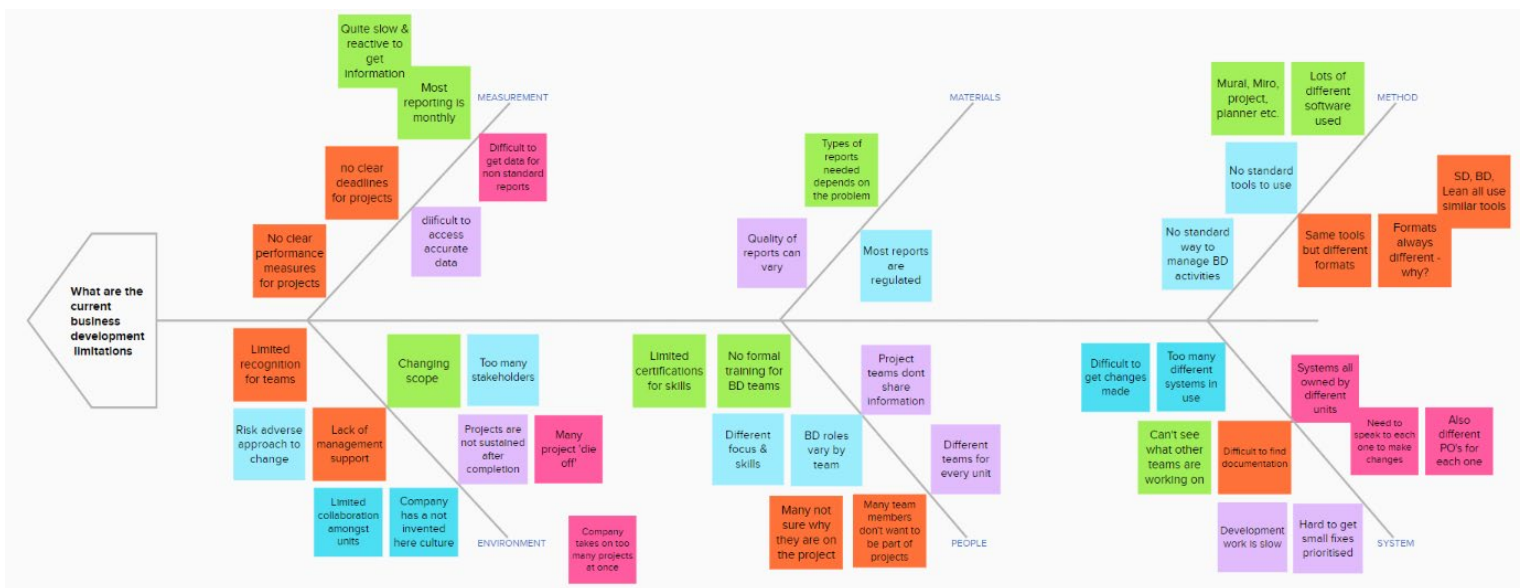 Quite slow &
reactive to
get
information
Most
reporting is
monthly
MEASUREMENT
Difficult to
get data for
non standard
reports
no clear
deadlines
for projects
diificult to
access
accurate
data
No clear
performance
measures
for projects
MATERIALS
Types of
reports
needed
depends on
the problem
Quality of
reports can
vary
Most reports
are
regulated
Mural, Miro,
project,
planner etc.
Lots of
different
software
used
METHOD
No standard
tools to use
SD, BD,
Lean all use
similar tools
No standard
way to
manage BD
activities
Same tools
but different
formats
Formats
always
different -
why?
What are the
current
business
development
limitations
Limited
recognition
for teams
Changing
scope
Too many
stakeholders
Risk adverse
approach to
change
Lack of
management
support
Projects are
not sustained
after
completion
Many
project 'die
off'
Limited
collaboration
amongst
units
Company
has a not
invented
here culture
ENVIRONMENT
Company
takes on too
many projects
at once
Limited
certifications
for skills
No formal
training for
BD teams
Project
teams dont
share
information
Different
focus &
skills
BD roles
vary by
team
Different
teams for
every unit
Many not
sure why
they are on
the project
Many team
members
don't want to
be part of
projects
PEOPLE
Difficult to
get changes
made
Too many
different
systems in
use
Systems all
owned by
different
units
Need to
speak to each
one to make
changes
Also
different
PO's for
each one
Can't see
what other
teams are
working on
Difficult to find
documentation
Development
work is slow
Hard to get
small fixes
prioritised
SYSTEM